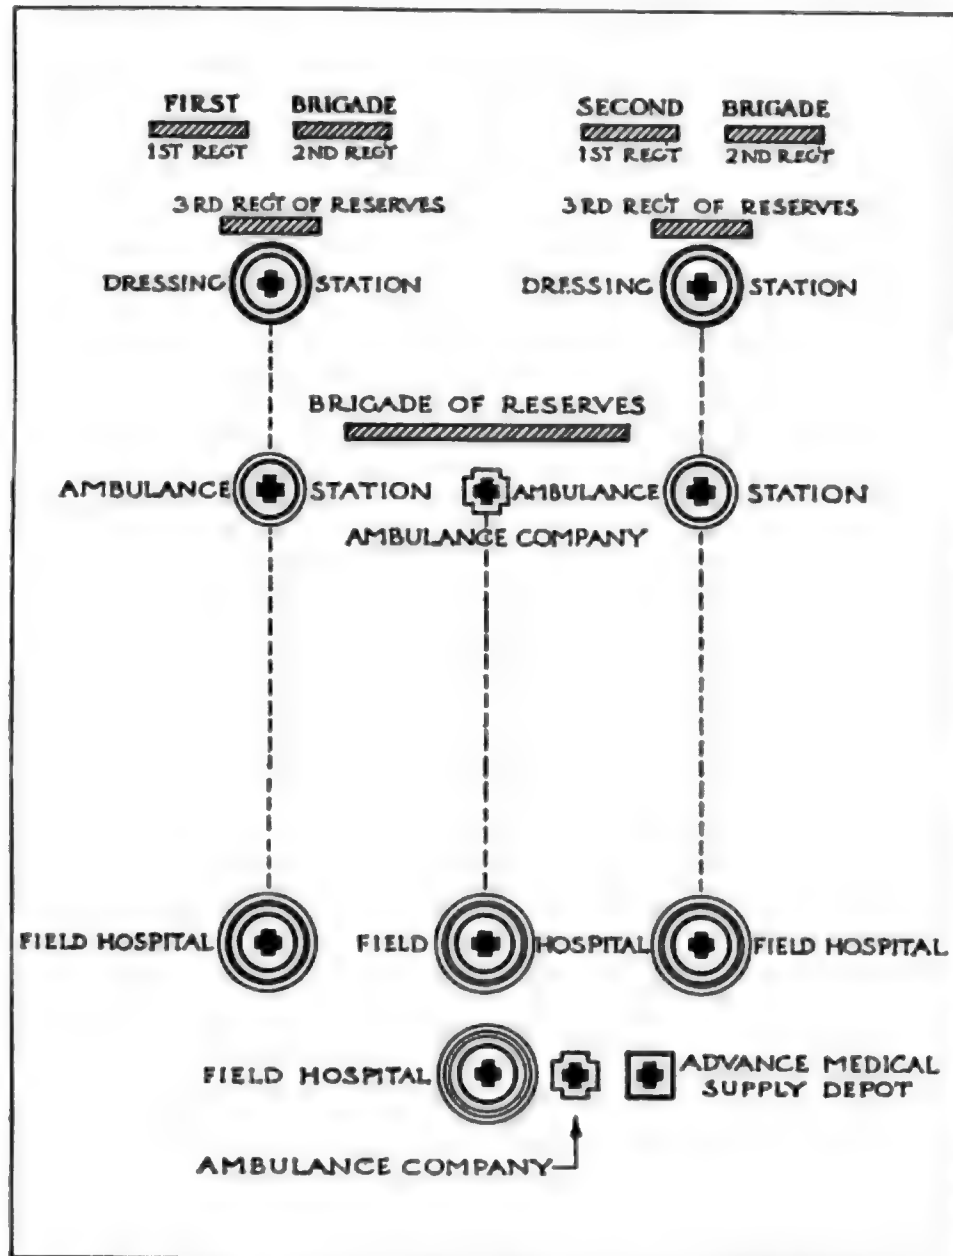 FIRST BRIGADE SECOND BRIGADE
1ST REGT 2ND REGT 1ST REGT 2ND REGT
3RD REGT OF RESERVES 3RD REGT OF RESERVES
DRESSING STATION DRESSING STATION
BRIGADE OF RESERVES
AMBULANCE STATION AMBULANCE STATION
AMBULANCE COMPANY
FIELD HOSPITAL FIELD HOSPITAL FIELD HOSPITAL
FIELD HOSPITAL ADVANCE MEDICAL
SUPPLY DEPOT
AMBULANCE COMPANY